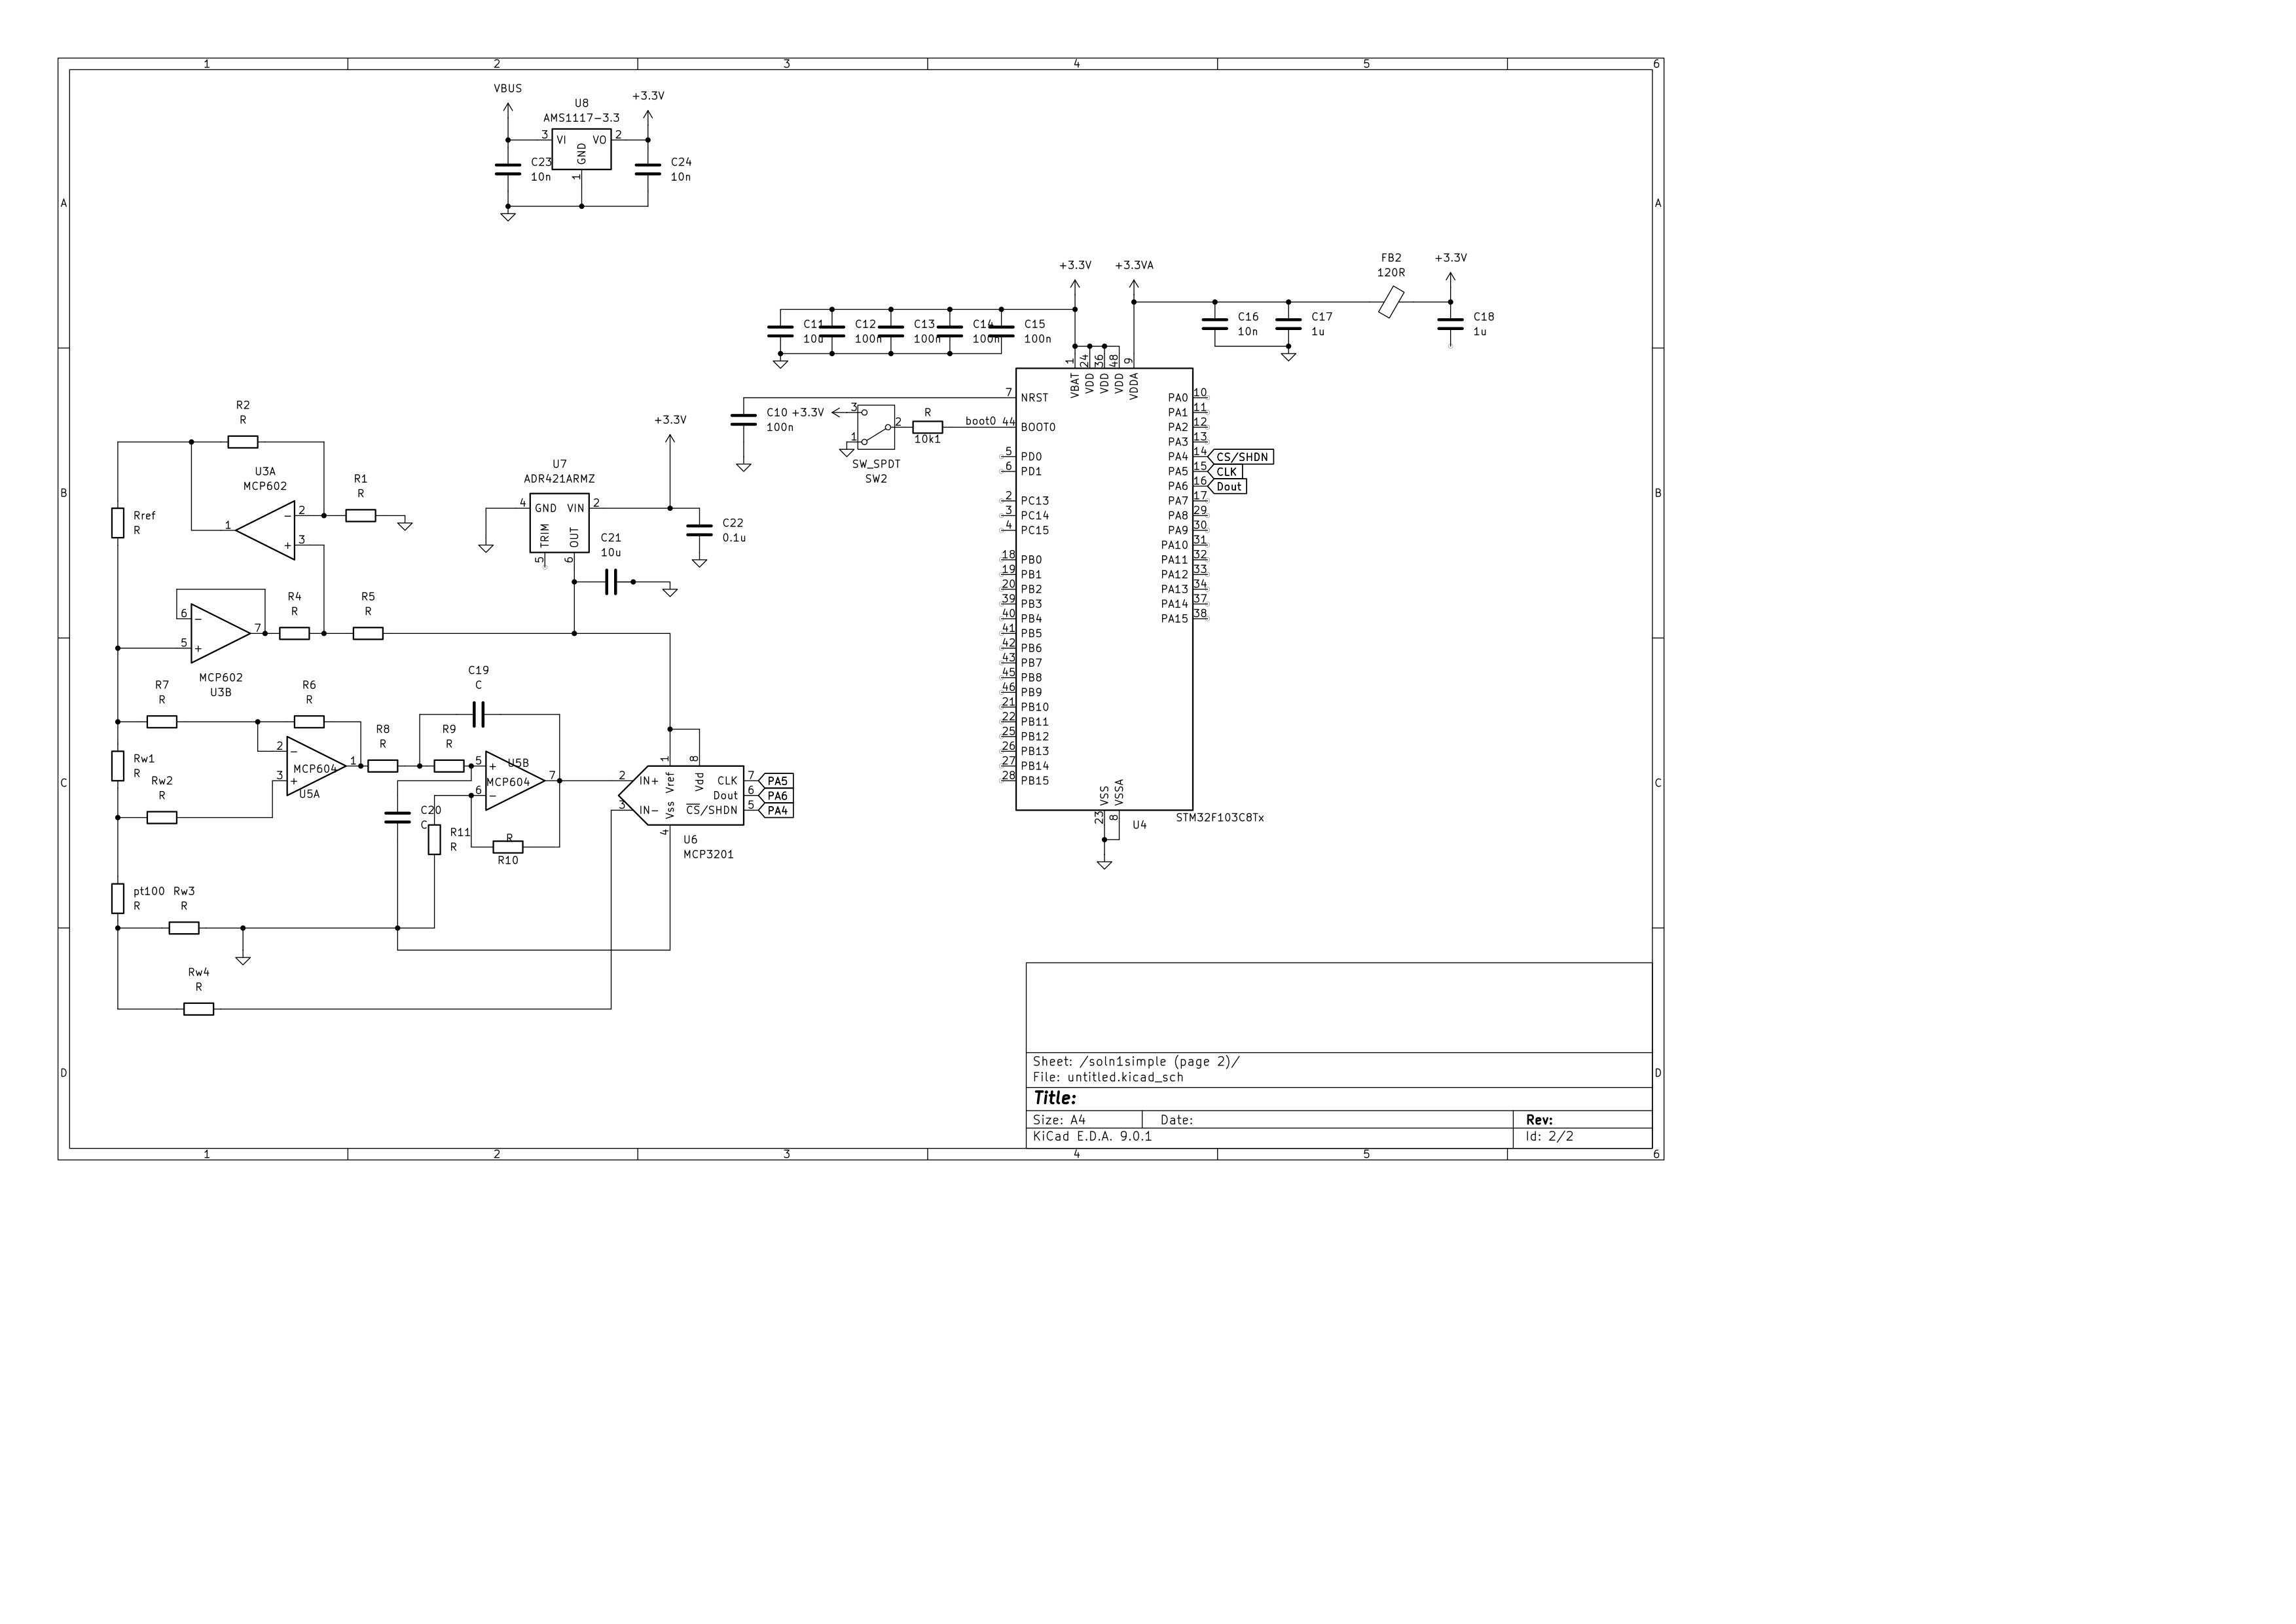 1 2 3 4 5 6
VBUS
U8
+3.3V
AMS1117-3.3
3 VI VO 2
GND
1
C23
10n
C24
10n
A A
+3.3V
+3.3VA
FB2
120R
+3.3V
C11
10u
C12
100n
C13
100n
C14
100n
C15
100n
C16
10n
C17
1u
C18
1u
1 24 36 48 9
VBAT VDD VDD VDD VDDA
7 NRST
44 BOOT0
5 PD0
6 PD1
2 PC13
3 PC14
4 PC15
18 PB0
19 PB1
20 PB2
39 PB3
40 PB4
41 PB5
42 PB6
43 PB7
45 PB8
46 PB9
21 PB10
22 PB11
25 PB12
26 PB13
27 PB14
28 PB15
PA0 10
PA1 11
PA2 12
PA3 13
PA4 14 CS/SHDN
PA5 15 CLK
PA6 16 Dout
PA7 17
PA8 29
PA9 30
PA10 31
PA11 32
PA12 33
PA13 34
PA14 37
PA15 38
VSS VSSA
23 8
U4
STM32F103C8Tx
C10
100n
+3.3V
3
2
1
SW_SPDT
SW2
R
10k1
boot0
R2
R
U3A
MCP602
R1
R
1
2
3
− +
Rref
R
B B
+3.3V
U7
ADR421ARMZ
4 GND VIN 2
TRIM OUT
5 6
C21
10u
C22
0.1u
6 −
5 +
7
MCP602
U3B
R4
R
R5
R
R7
R
R6
R
2 −
3 +
1
MCP604
U5A
Rw1
R
Rw2
R
R8
R
R9
R
C19
C
5 +
6 −
7
U5B
MCP604
C20
C
R11
R
R
R10
2 IN+
3 IN-
1 8
Vref Vdd
Vss
4
CLK 7 PA5
Dout 6 PA6
CS/SHDN 5 PA4
U6
MCP3201
C C
pt100
R
Rw3
R
Rw4
R
D D
Sheet: /soln1simple (page 2)/
File: untitled.kicad_sch
Title:
Size: A4 Date: Rev:
KiCad E.D.A. 9.0.1 Id: 2/2
1 2 3 4 5 6